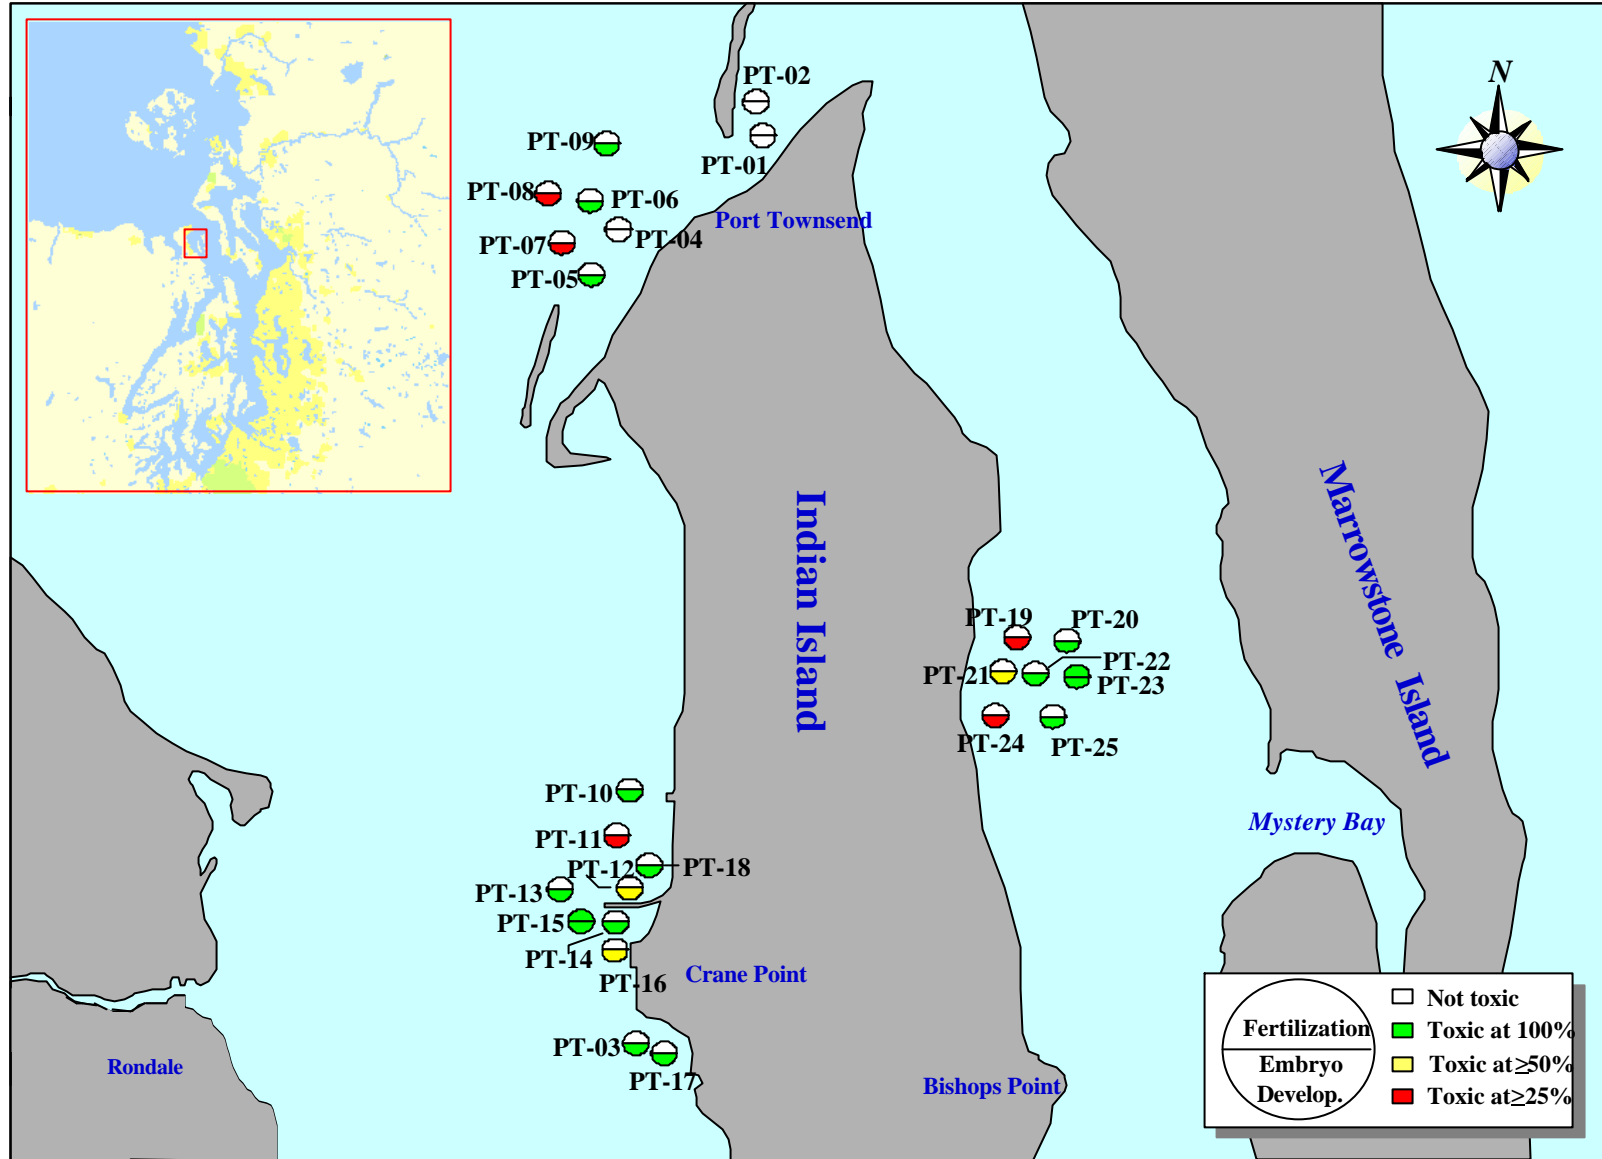 N
PT-02
PT-09
PT-01
PT-08
PT-06
Port Townsend
PT-04
PT-07
PT-05
Indian Island
Marrowstone Island
PT-19
PT-20
PT-22
PT-21
PT-23
PT-24
PT-25
PT-10
Mystery Bay
PT-11
PT-12
PT-18
PT-13
PT-15
PT-14
Crane Point
PT-16
PT-03
Rondale
PT-17
Bishops Point
Fertilization
Embryo
Develop.
Not toxic
Toxic at 100%
Toxic at ≥50%
Toxic at ≥25%